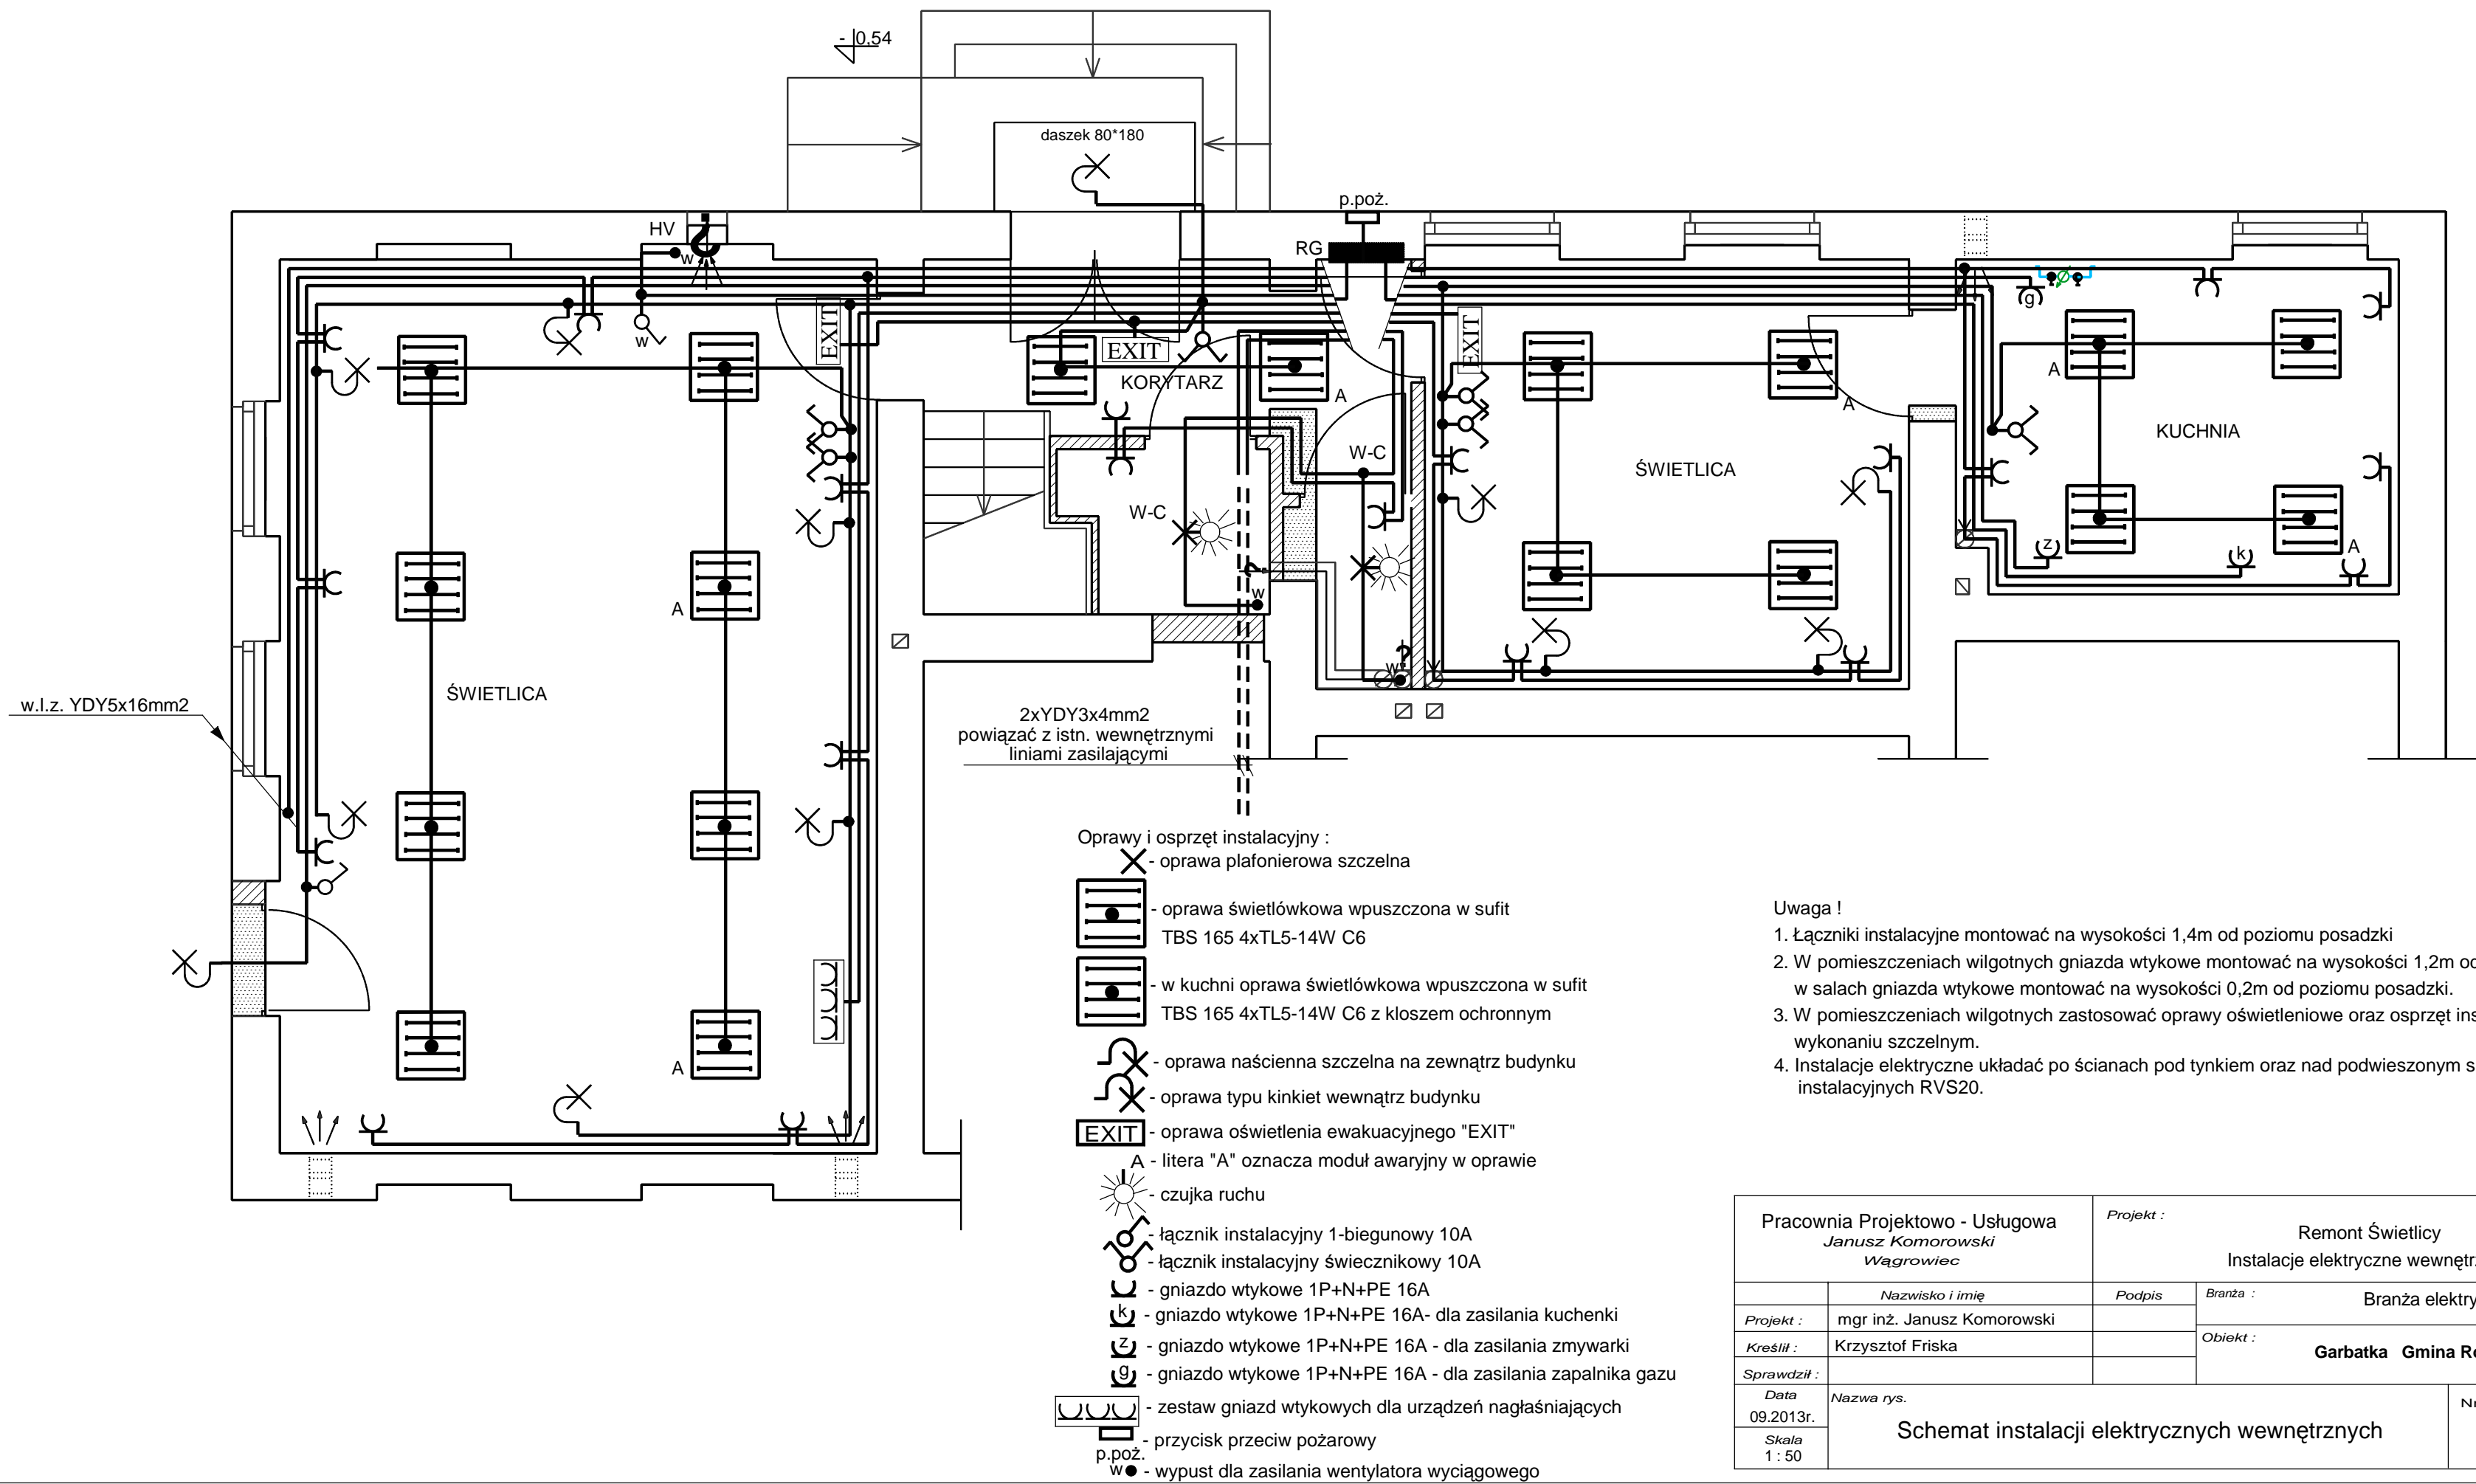 - 0,54
daszek 80*180
p.poż.
HV
RG
w
w
g
EXIT
EXIT
EXIT
KORYTARZ
A
A
A
KUCHNIA
W-C
ŚWIETLICA
W-C
z
k
A
A
w
w
ŚWIETLICA
w.l.z. YDY5x16mm2
2xYDY3x4mm2
powiązać z istn. wewnętrznymi
liniami zasilającymi
A
Oprawy i osprzęt instalacyjny :
- oprawa plafonierowa szczelna
- oprawa świetlówkowa wpuszczona w sufit
TBS 165 4xTL5-14W C6
- w kuchni oprawa świetlówkowa wpuszczona w sufit
TBS 165 4xTL5-14W C6 z kloszem ochronnym
- oprawa naścienna szczelna na zewnątrz budynku
- oprawa typu kinkiet wewnątrz budynku
EXIT - oprawa oświetlenia ewakuacyjnego "EXIT"
A - litera "A" oznacza moduł awaryjny w oprawie
- czujka ruchu
- łącznik instalacyjny 1-biegunowy 10A
- łącznik instalacyjny świecznikowy 10A
- gniazdo wtykowe 1P+N+PE 16A
k - gniazdo wtykowe 1P+N+PE 16A- dla zasilania kuchenki
z - gniazdo wtykowe 1P+N+PE 16A - dla zasilania zmywarki
g - gniazdo wtykowe 1P+N+PE 16A - dla zasilania zapalnika gazu
- zestaw gniazd wtykowych dla urządzeń nagłaśniających
- przycisk przeciw pożarowy
p.poż.
w - wypust dla zasilania wentylatora wyciągowego
Uwaga !
1. Łączniki instalacyjne montować na wysokości 1,4m od poziomu posadzki
2. W pomieszczeniach wilgotnych gniazda wtykowe montować na wysokości 1,2m od
w salach gniazda wtykowe montować na wysokości 0,2m od poziomu posadzki.
3. W pomieszczeniach wilgotnych zastosować oprawy oświetleniowe oraz osprzęt ins
wykonaniu szczelnym.
4. Instalacje elektryczne układać po ścianach pod tynkiem oraz nad podwieszonym s
instalacyjnych RVS20.
Pracownia Projektowo - Usługowa
Janusz Komorowski
Wągrowiec
Projekt :
Remont Świetlicy
Instalacje elektryczne wewnętrz
Nazwisko i imię
Podpis
Branża :
Branża elektry
Projekt :
mgr inż. Janusz Komorowski
Kreślił :
Krzysztof Friska
Obiekt :
Garbatka Gmina R
Sprawdził :
Data
09.2013r.
Nazwa rys.
Schemat instalacji elektrycznych wewnętrznych
Nr
Skala
1 : 50